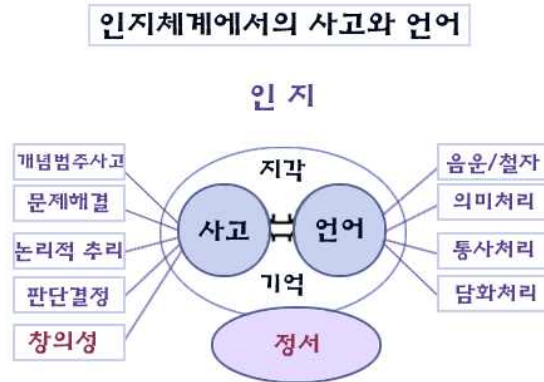 인지체계에서의 사고와 언어
인 지
개념범주사고
문제해결
논리적 추리
판단결정
창의성
지각
사고
언어
기억
정서
음운/철자
의미처리
통사처리
담화처리